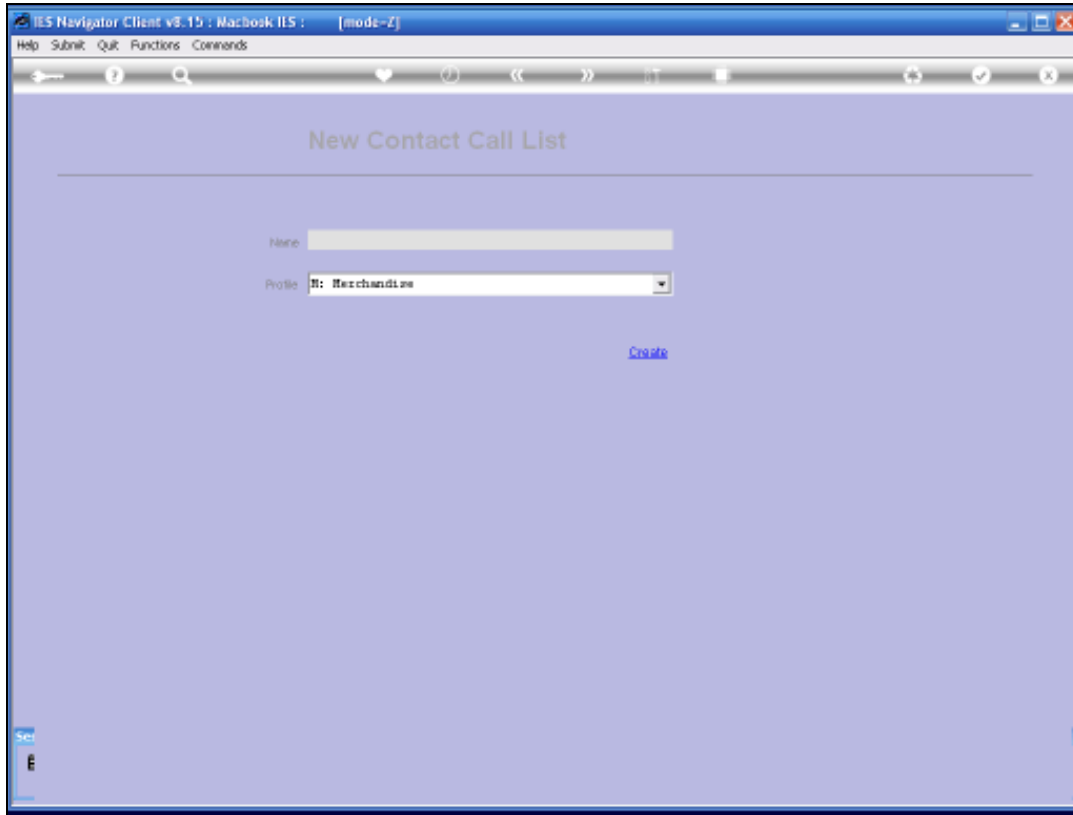 IES Navigator Client v8.15 : Macbook IES : [mode-Z]
Help Submit Quit Functions Commands
New Contact Call List
Name
Profile M: Merchandize
Create